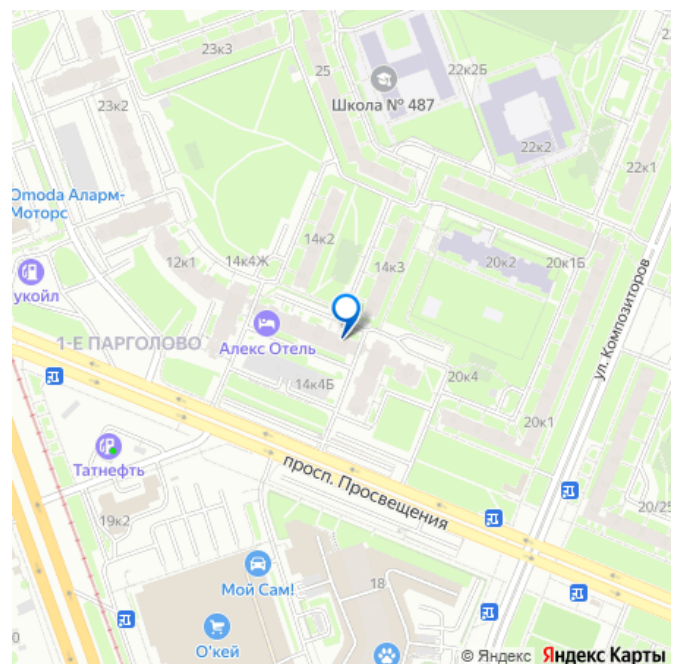 23к3
25
22к2Б
Школа № 487
23к2
22к2
22к1
Omoda Аларм-
Моторс
14к2
12к1
14к4Ж
14к3
20к2
20к1Б
укойл
1-Е ПАРГОЛОВО
Алекс Отель
ул. Композиторов
14к4Б
20к4
20к1
Татнефть
просп. Просвещения
19к2
20/25
Мой Сам!
18
О'кей
0
© Яндекс Яндекс Карты